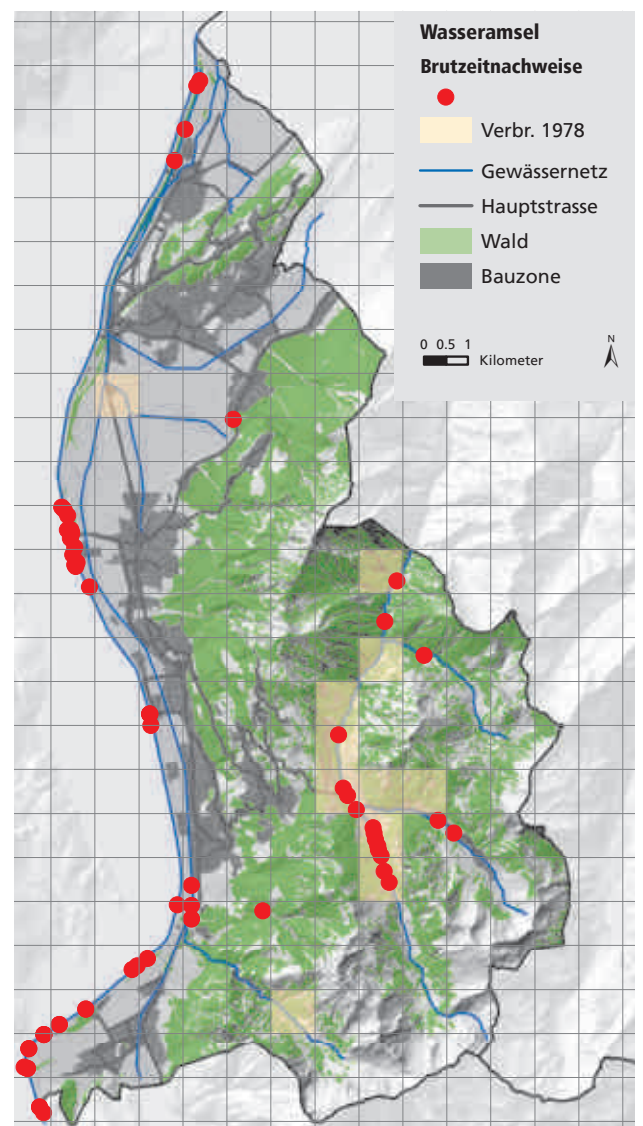 Wasseramsel
Brutzeitnachweise
Verbr. 1978
Gewässernetz
Hauptstrasse
Wald
Bauzone
0 0.5 1 Kilometer
N